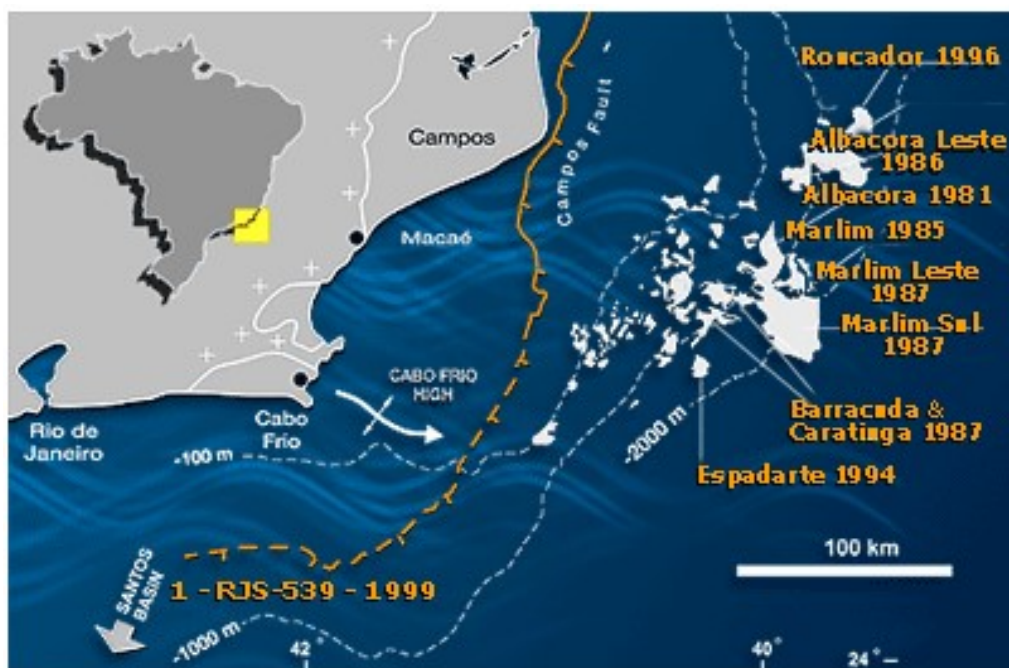 Roncador 1996
Albacora Leste
1986
Albacora 1981
Marlim 1985
Marlim Leste
1987
Marlim Sul
1987
Barracuda &
Caratinga 1987
Espadarte 1994
Campos
Campos Fault
Macaé
CABO FRIO
HIGH
Cabo
Frio
Rio de
Janeiro
-100 m
-2000 m
100 km
1 - RJS-539 - 1999
SANTOS
BASIN
-1000 m
42°
40°
24°